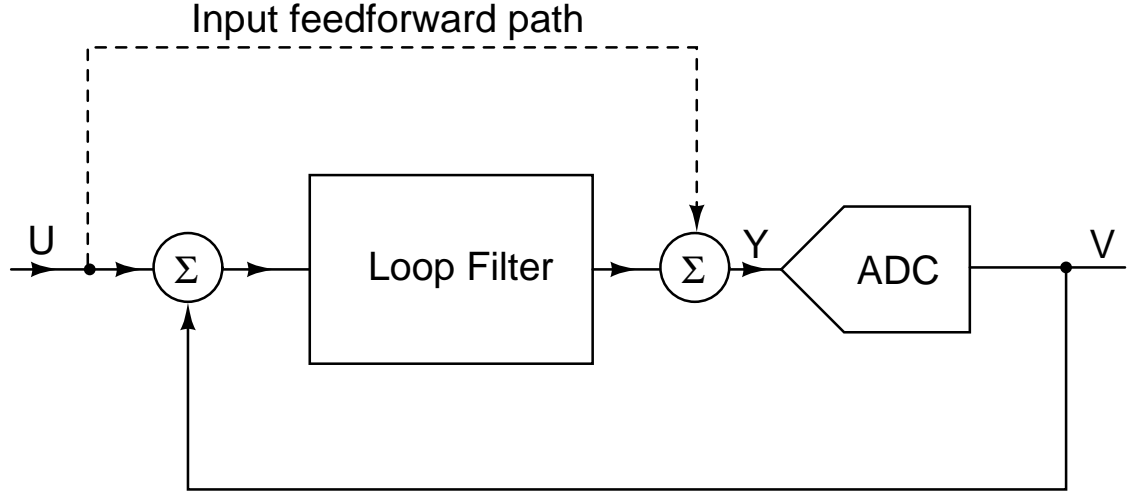 Input feedforward path
U
Σ
Loop Filter
Σ
Y
ADC
V